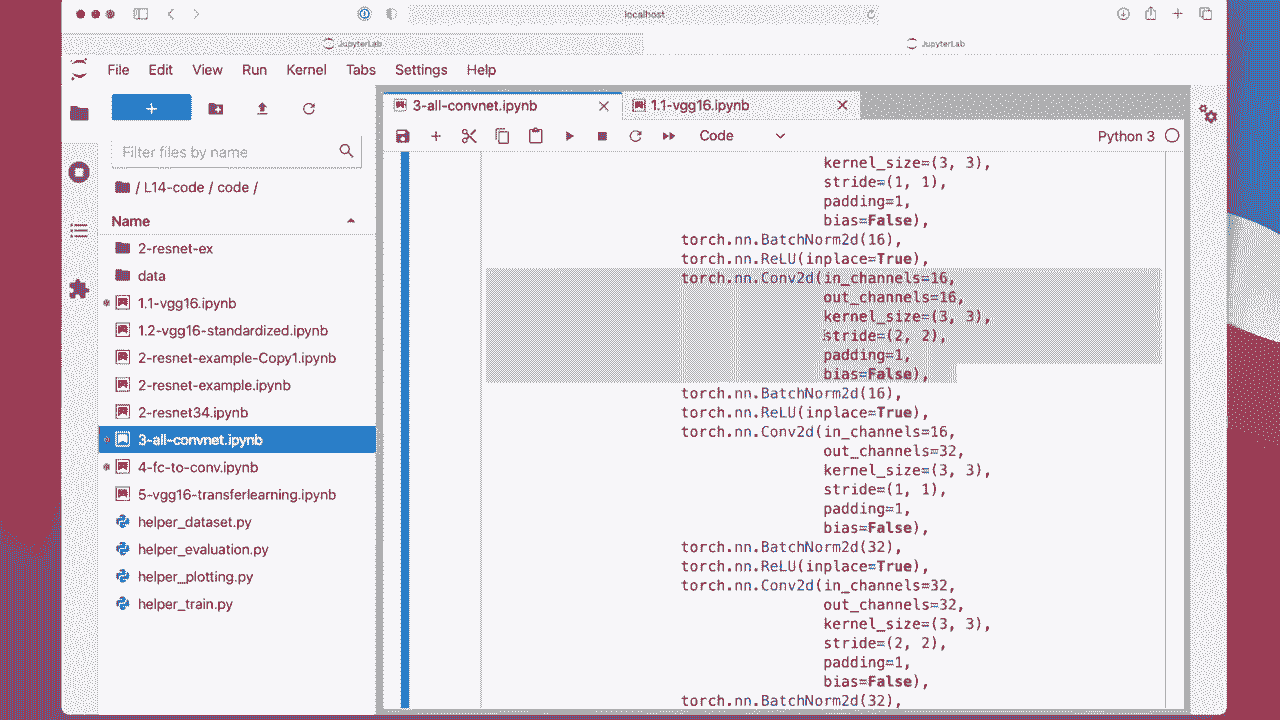 localhost
JupyterLab
JupyterLab
File Edit View Run Kernel Tabs Settings Help
3-all-convnet.ipynb
1.1-vgg16.ipynb
Code
Python 3
Filter files by name
/ L14-code / code /
Name
2-resnet-ex
data
1.1-vgg16.ipynb
1.2-vgg16-standardized.ipynb
2-resnet-example-Copy1.ipynb
2-resnet-example.ipynb
2-resnet34.ipynb
3-all-convnet.ipynb
4-fc-to-conv.ipynb
5-vgg16-transferlearning.ipynb
helper_dataset.py
helper_evaluation.py
helper_plotting.py
helper_train.py
kernel_size=(3, 3),
stride=(1, 1),
padding=1,
bias=False),
torch.nn.BatchNorm2d(16),
torch.nn.ReLU(inplace=True),
torch.nn.Conv2d(in_channels=16,
out_channels=16,
kernel_size=(3, 3),
stride=(2, 2),
padding=1,
bias=False),
torch.nn.BatchNorm2d(16),
torch.nn.ReLU(inplace=True),
torch.nn.Conv2d(in_channels=16,
out_channels=32,
kernel_size=(3, 3),
stride=(1, 1),
padding=1,
bias=False),
torch.nn.BatchNorm2d(32),
torch.nn.ReLU(inplace=True),
torch.nn.Conv2d(in_channels=32,
out_channels=32,
kernel_size=(3, 3),
stride=(2, 2),
padding=1,
bias=False),
torch.nn.BatchNorm2d(32),